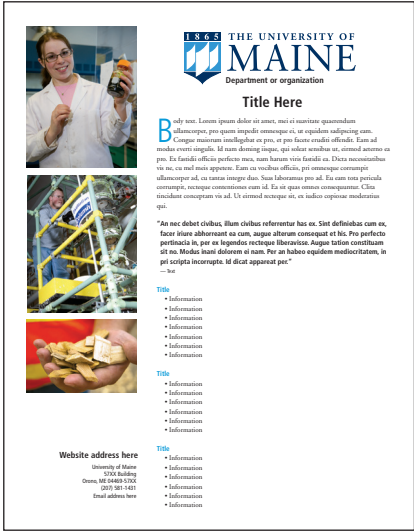 1865 THE UNIVERSITY OF
MAINE
Department or organization
Title Here
Body text. Lorem ipsum dolor sit amet, mei ei suavitate quaerendum
ullamcorper, pro quem impedit omnesque ei, ut equidem sadipscing eam.
Congue maiorum intellegebat ex pro, et pro facete eruditi offendit. Eam ad
modus everti singulis. Id nam doming iisque, qui soleat sensibus ut, eirmod aeterno ea
pro. Ex fastidii officiis perfecto mea, nam harum viris fastidii ea. Dicta necessitatibus
vis ne, cu mel meis appetere. Eam cu vocibus officiis, pri omnesque corrumpit
ullamcorper ad, cu tantas integre duo. Suas laboramus pro ad. Eu eam tota pericula
corrumpit, recteque contentiones eum id. Ea sit quas omnes consequuntur. Clita
tincidunt conceptam vis ad. Ut eirmod recteque sit, ex iudico copiosae moderatius
qui.
"An nec debet civibus, illum civibus referrentur has ex. Sint definiebas cum ex,
facer iriure abhorreant ea cum, augue alterum consequat et his. Pro perfecto
pertinacia in, per ex legendos recteque liberavisse. Augue tation constituam
sit no. Modus inani dolorem ei nam. Per an habeo equidem mediocritatem, in
pri scripta incorrupte. Id dicat appareat per."
— Text
Title
• Information
• Information
• Information
• Information
• Information
• Information
• Information
Title
• Information
• Information
• Information
• Information
• Information
• Information
Title
• Information
• Information
• Information
• Information
• Information
• Information
Website address here
University of Maine
57XX Building
Orono, ME 04469-57XX
(207) 581-1431
Email address here